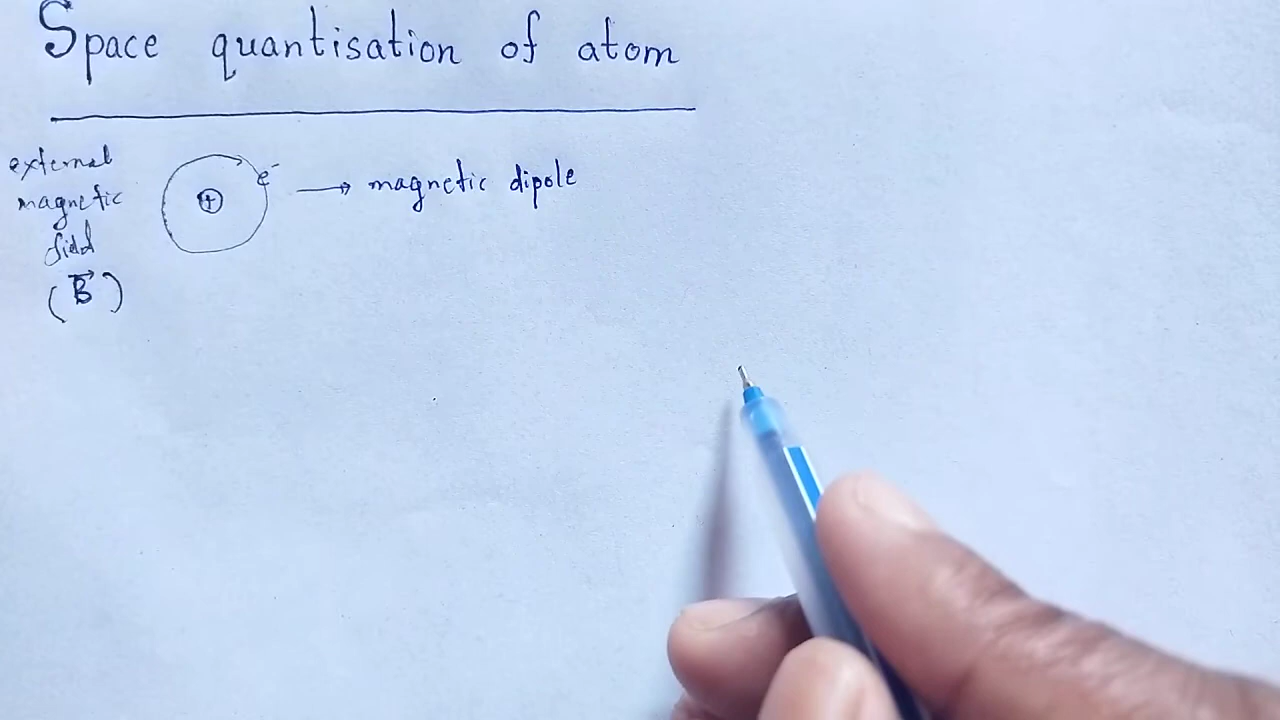 Space quantisation of atom
external
magnetic
field
(B⃗)
⊕ e⁻ → magnetic dipole